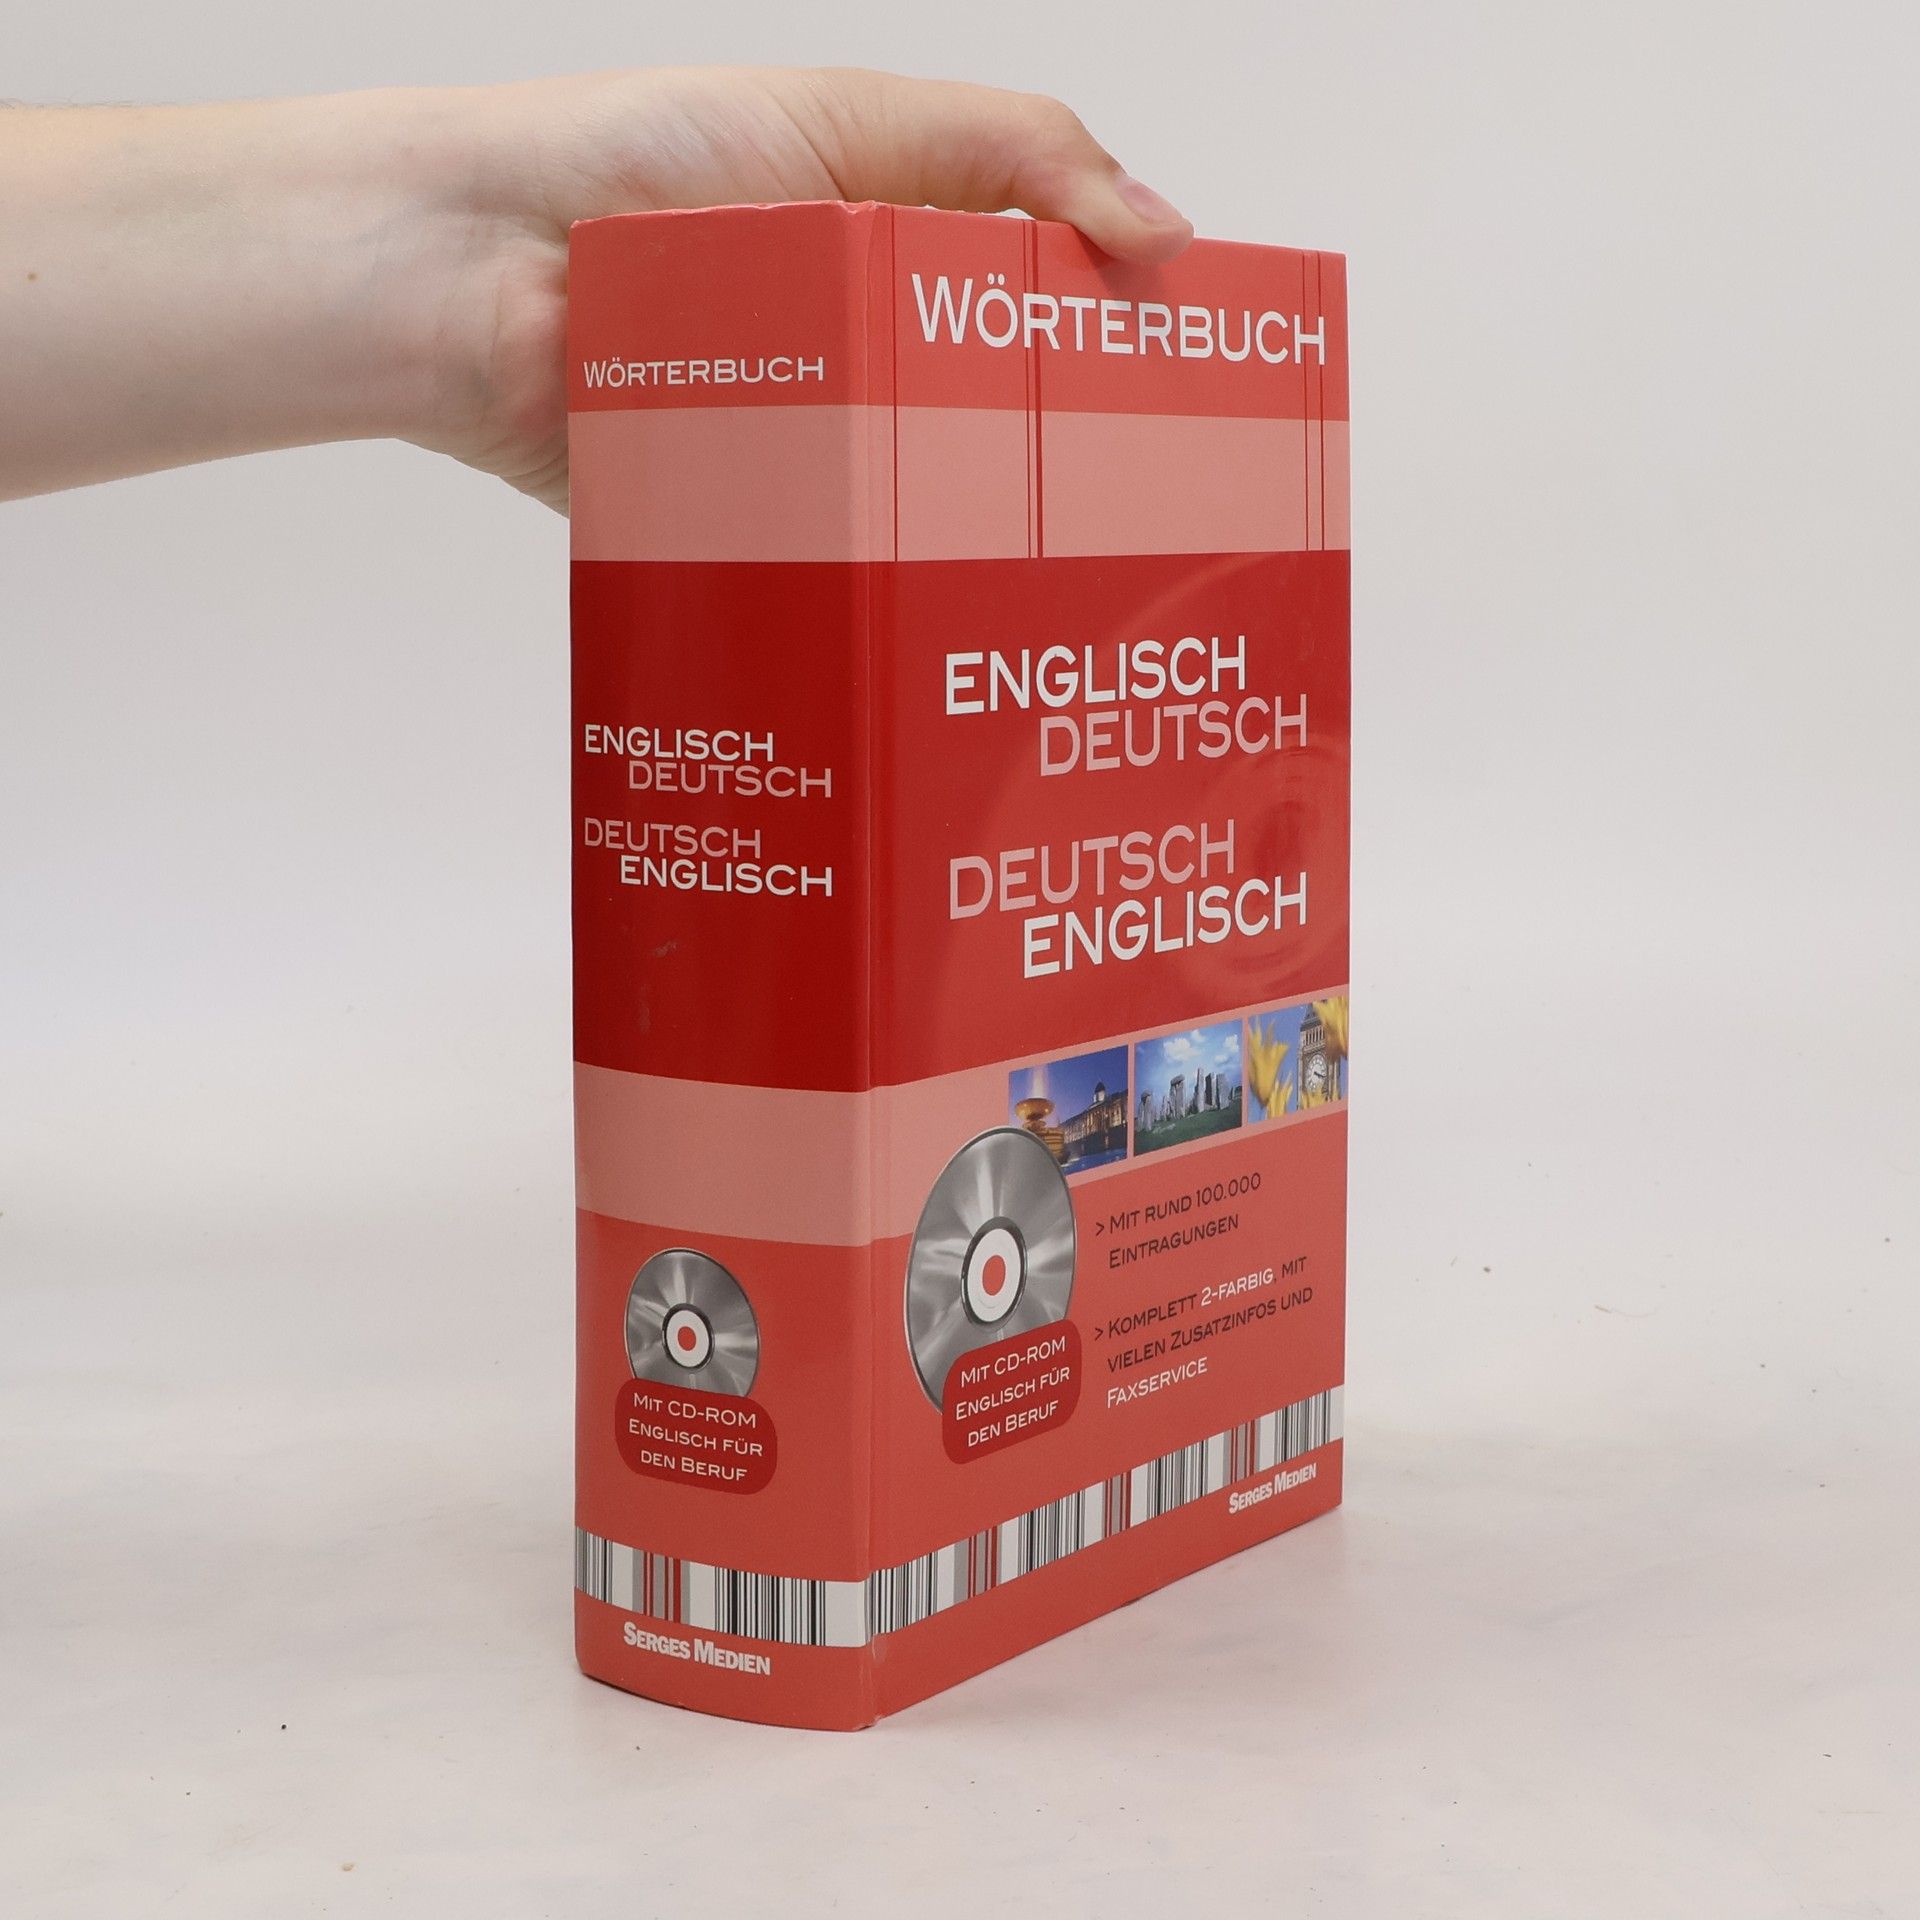 WÖRTERBUCH
ENGLISCH
DEUTSCH
DEUTSCH
ENGLISCH
MIT CD-ROM
ENGLISCH FÜR
DEN BERUF
SERGES MEDIEN
WÖRTERBUCH
ENGLISCH
DEUTSCH
DEUTSCH
ENGLISCH
> MIT RUND 100.000
EINTRAGUNGEN
> KOMPLETT 2-FARBIG, MIT
VIELEN ZUSATZINFOS UND
FAXSERVICE
MIT CD-ROM
ENGLISCH FÜR
DEN BERUF
SERGES MEDIEN